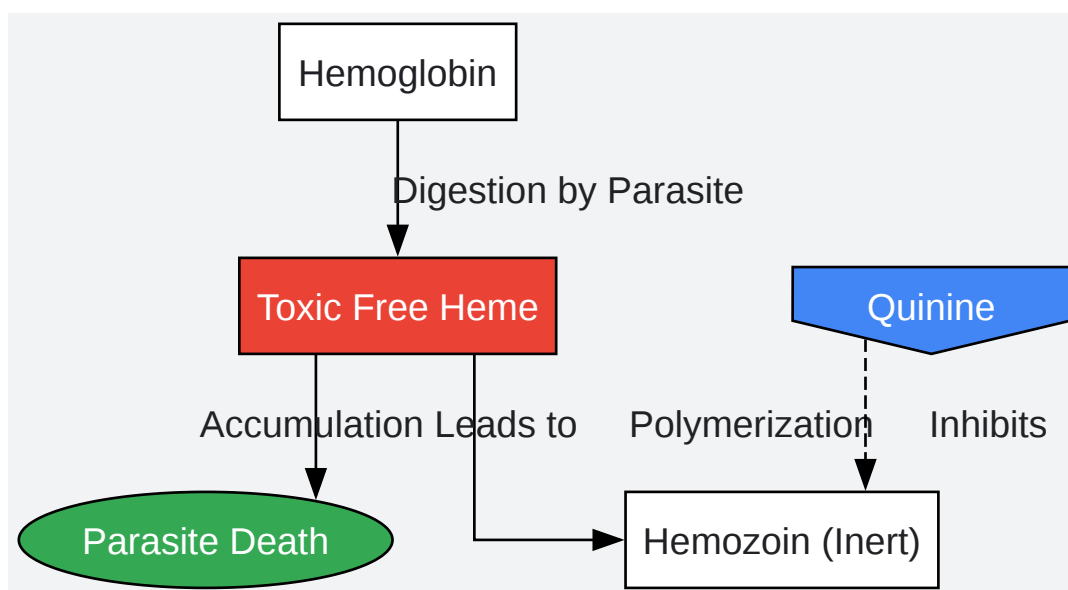 Hemoglobin
Digestion by Parasite
Toxic Free Heme
Quinine
Accumulation Leads to
Polymerization
Inhibits
Parasite Death
Hemozoin (Inert)